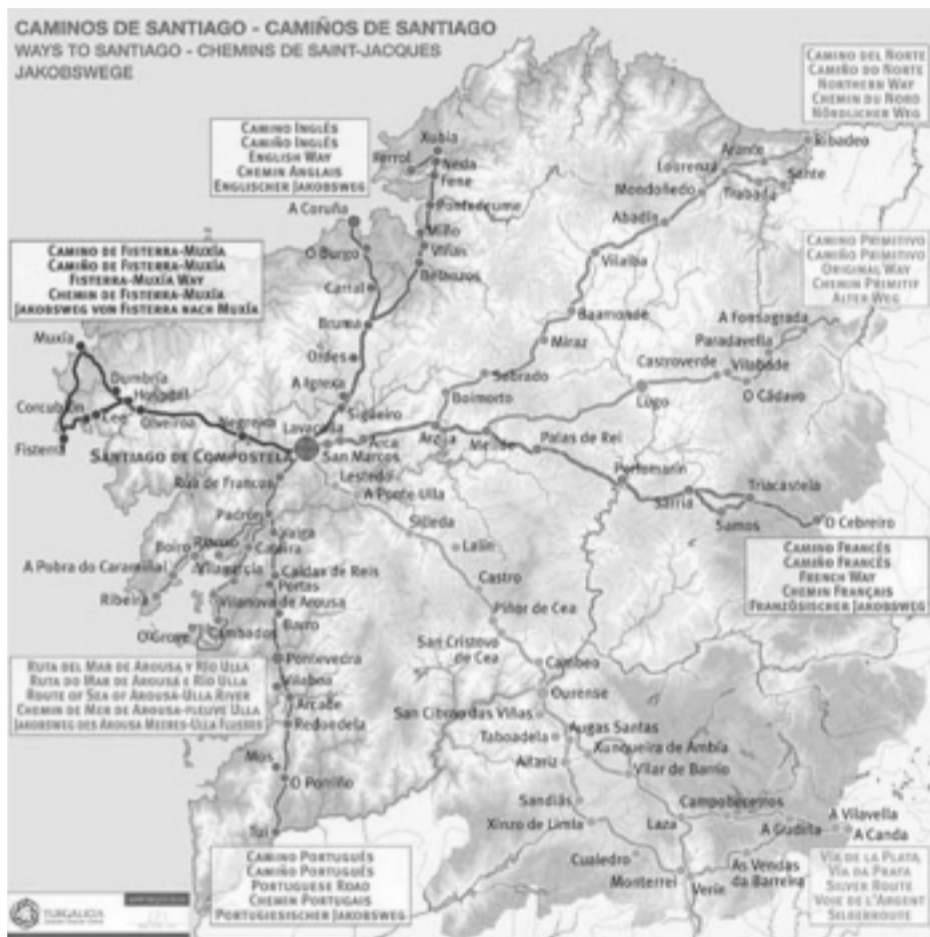 CAMINOS DE SANTIAGO - CAMIÑOS DE SANTIAGO
WAYS TO SANTIAGO - CHEMINS DE SAINT-JACQUES
JAKOBSWEGE
CAMINO DEL NORTE
CAMIÑO DO NORTE
NORTHERN WAY
CHEMIN DU NORD
NÖRDLICHER WEG
CAMINO INGLÉS
CAMIÑO INGLÉS
ENGLISH WAY
CHEMIN ANGLAIS
ENGLISCHER JAKOBSWEG
Xubia
Ferrol
Neda
Fene
Pontedeume
Miño
Viñas
Betanzos
A Coruña
O Burgo
Carral
Bruma
Ordes
A Igrexa
Sigüeiro
Ribadeo
Arante
Lourenzá
Sante
Trabada
Mondoñedo
Abadín
Vilalba
Baamonde
Miraz
Sobrado
Boimorto
CAMINO DE FISTERRA-MUXÍA
CAMIÑO DE FISTERRA-MUXÍA
FISTERRA-MUXÍA WAY
CHEMIN DE FISTERRA-MUXÍA
JAKOBSWEG VON FISTERRA NACH MUXÍA
CAMINO PRIMITIVO
CAMIÑO PRIMITIVO
ORIGINAL WAY
CHEMIN PRIMITIF
ALTER WEG
A Fonsagrada
Paradavella
Castroverde
Vilabade
O Cádavo
Lugo
Muxía
Dumbría
Hospital
Corcubión
Cee
Olveiroa
Negreira
Fisterra
SANTIAGO DE COMPOSTELA
Lavacolla
San Marcos
Arca
Arzúa
Melide
Palas de Rei
Portomarín
Sarria
Samos
Triacastela
O Cebreiro
CAMINO FRANCÉS
CAMIÑO FRANCÉS
FRENCH WAY
CHEMIN FRANÇAIS
FRANZÖSISCHER JAKOBSWEG
Lestedo
A Ponte Ulla
Silleda
Lalín
Castro
Piñor de Cea
San Cristovo
de Cea
Cambeo
Ourense
San Cibrao das Viñas
Taboadela
Augas Santas
Xunqueira de Ambía
Allariz
Vilar de Barrio
Sandiás
Xinzo de Limia
Campobecerros
Laza
A Gudiña
A Vilavella
A Canda
Cualedro
Monterrei
Verín
As Vendas
da Barreira
Rúa de Francos
Padrón
Valga
Catoira
Rianxo
Boiro
A Pobra do Caramiñal
Ribeira
Vilagarcía
Caldas de Reis
Portas
Vilanova de Arousa
Barro
O Grove
Cambados
Pontevedra
Vilaboa
Arcade
Redondela
Mos
O Porriño
Tui
RUTA DEL MAR DE AROUSA Y RÍO ULLA
RUTA DO MAR DE AROUSA E RÍO ULLA
ROUTE OF SEA OF AROUSA-ULLA RIVER
CHEMIN DE MER DE AROUSA-FLEUVE ULLA
JAKOBSWEG DES AROUSA MEERES-ULLA FLUSSES
CAMINO PORTUGUÉS
CAMIÑO PORTUGUÉS
PORTUGUESE ROAD
CHEMIN PORTUGAIS
PORTUGIESISCHER JAKOBSWEG
VÍA DE LA PLATA
VÍA DA PRATA
SILVER ROUTE
VOIE DE L'ARGENT
SILBERROUTE
TURGALICIA